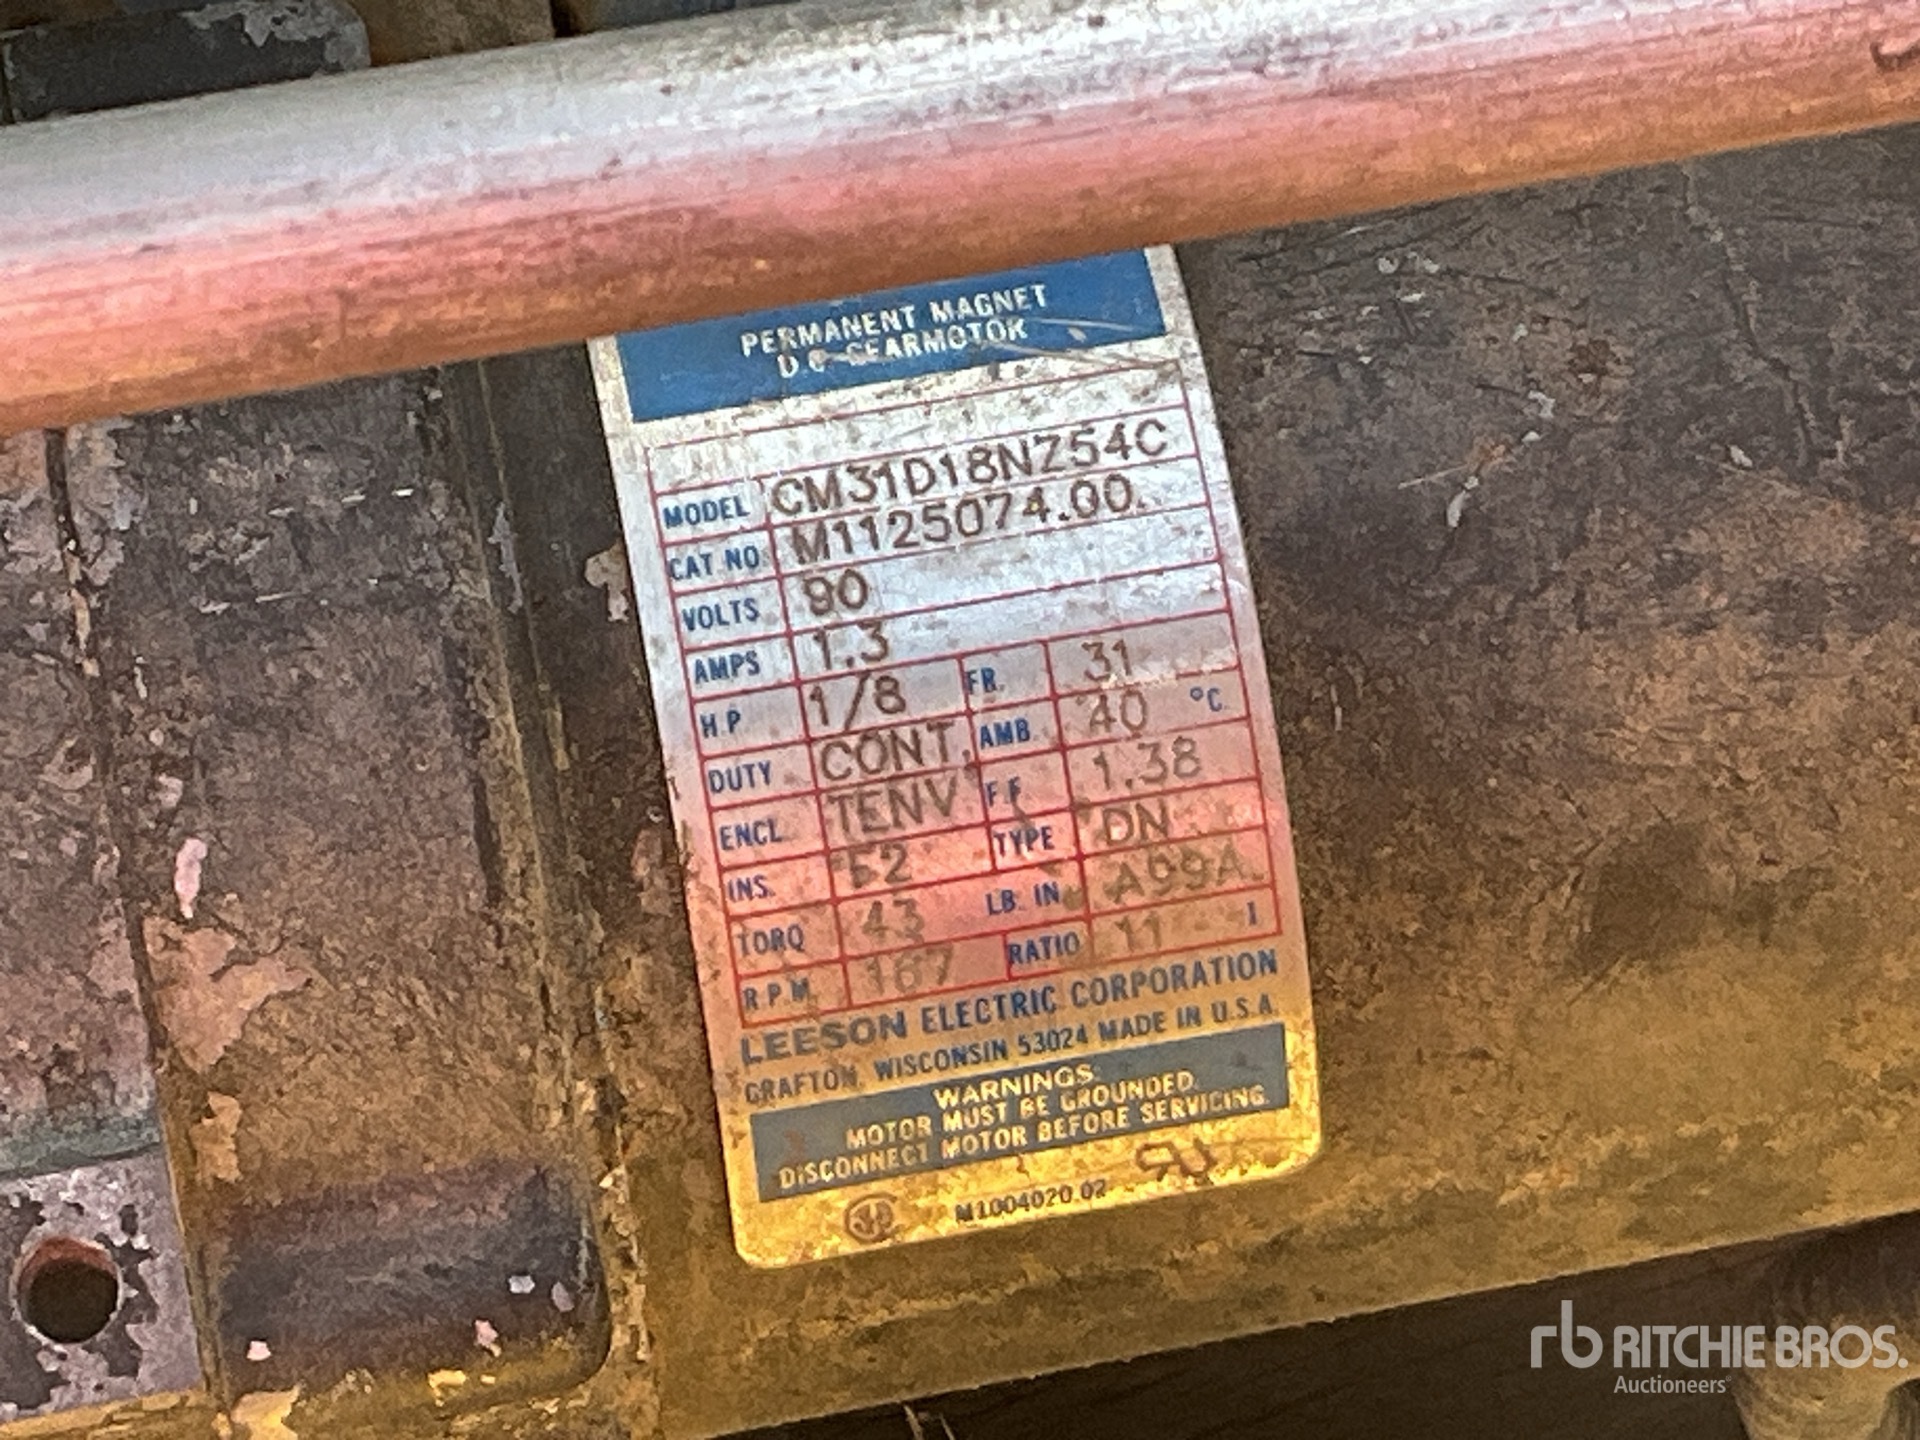 PERMANENT MAGNET
D.C. GEARMOTOR
MODEL CM31D18NZ54C
CAT NO. M1125074.00.
VOLTS 90
AMPS 1.3
H.P 1/8 FR. 31
DUTY CONT. AMB. 40 °C.
ENCL. TENV F.F. 1.38
INS. F2 TYPE DN
TORQ 43 LB. IN A99A
R.P.M. 167 RATIO 11 1
LEESON ELECTRIC CORPORATION
GRAFTON, WISCONSIN 53024 MADE IN U.S.A.
WARNINGS:
MOTOR MUST BE GROUNDED.
DISCONNECT MOTOR BEFORE SERVICING.
M1004020.02
rb RITCHIE BROS.
Auctioneers